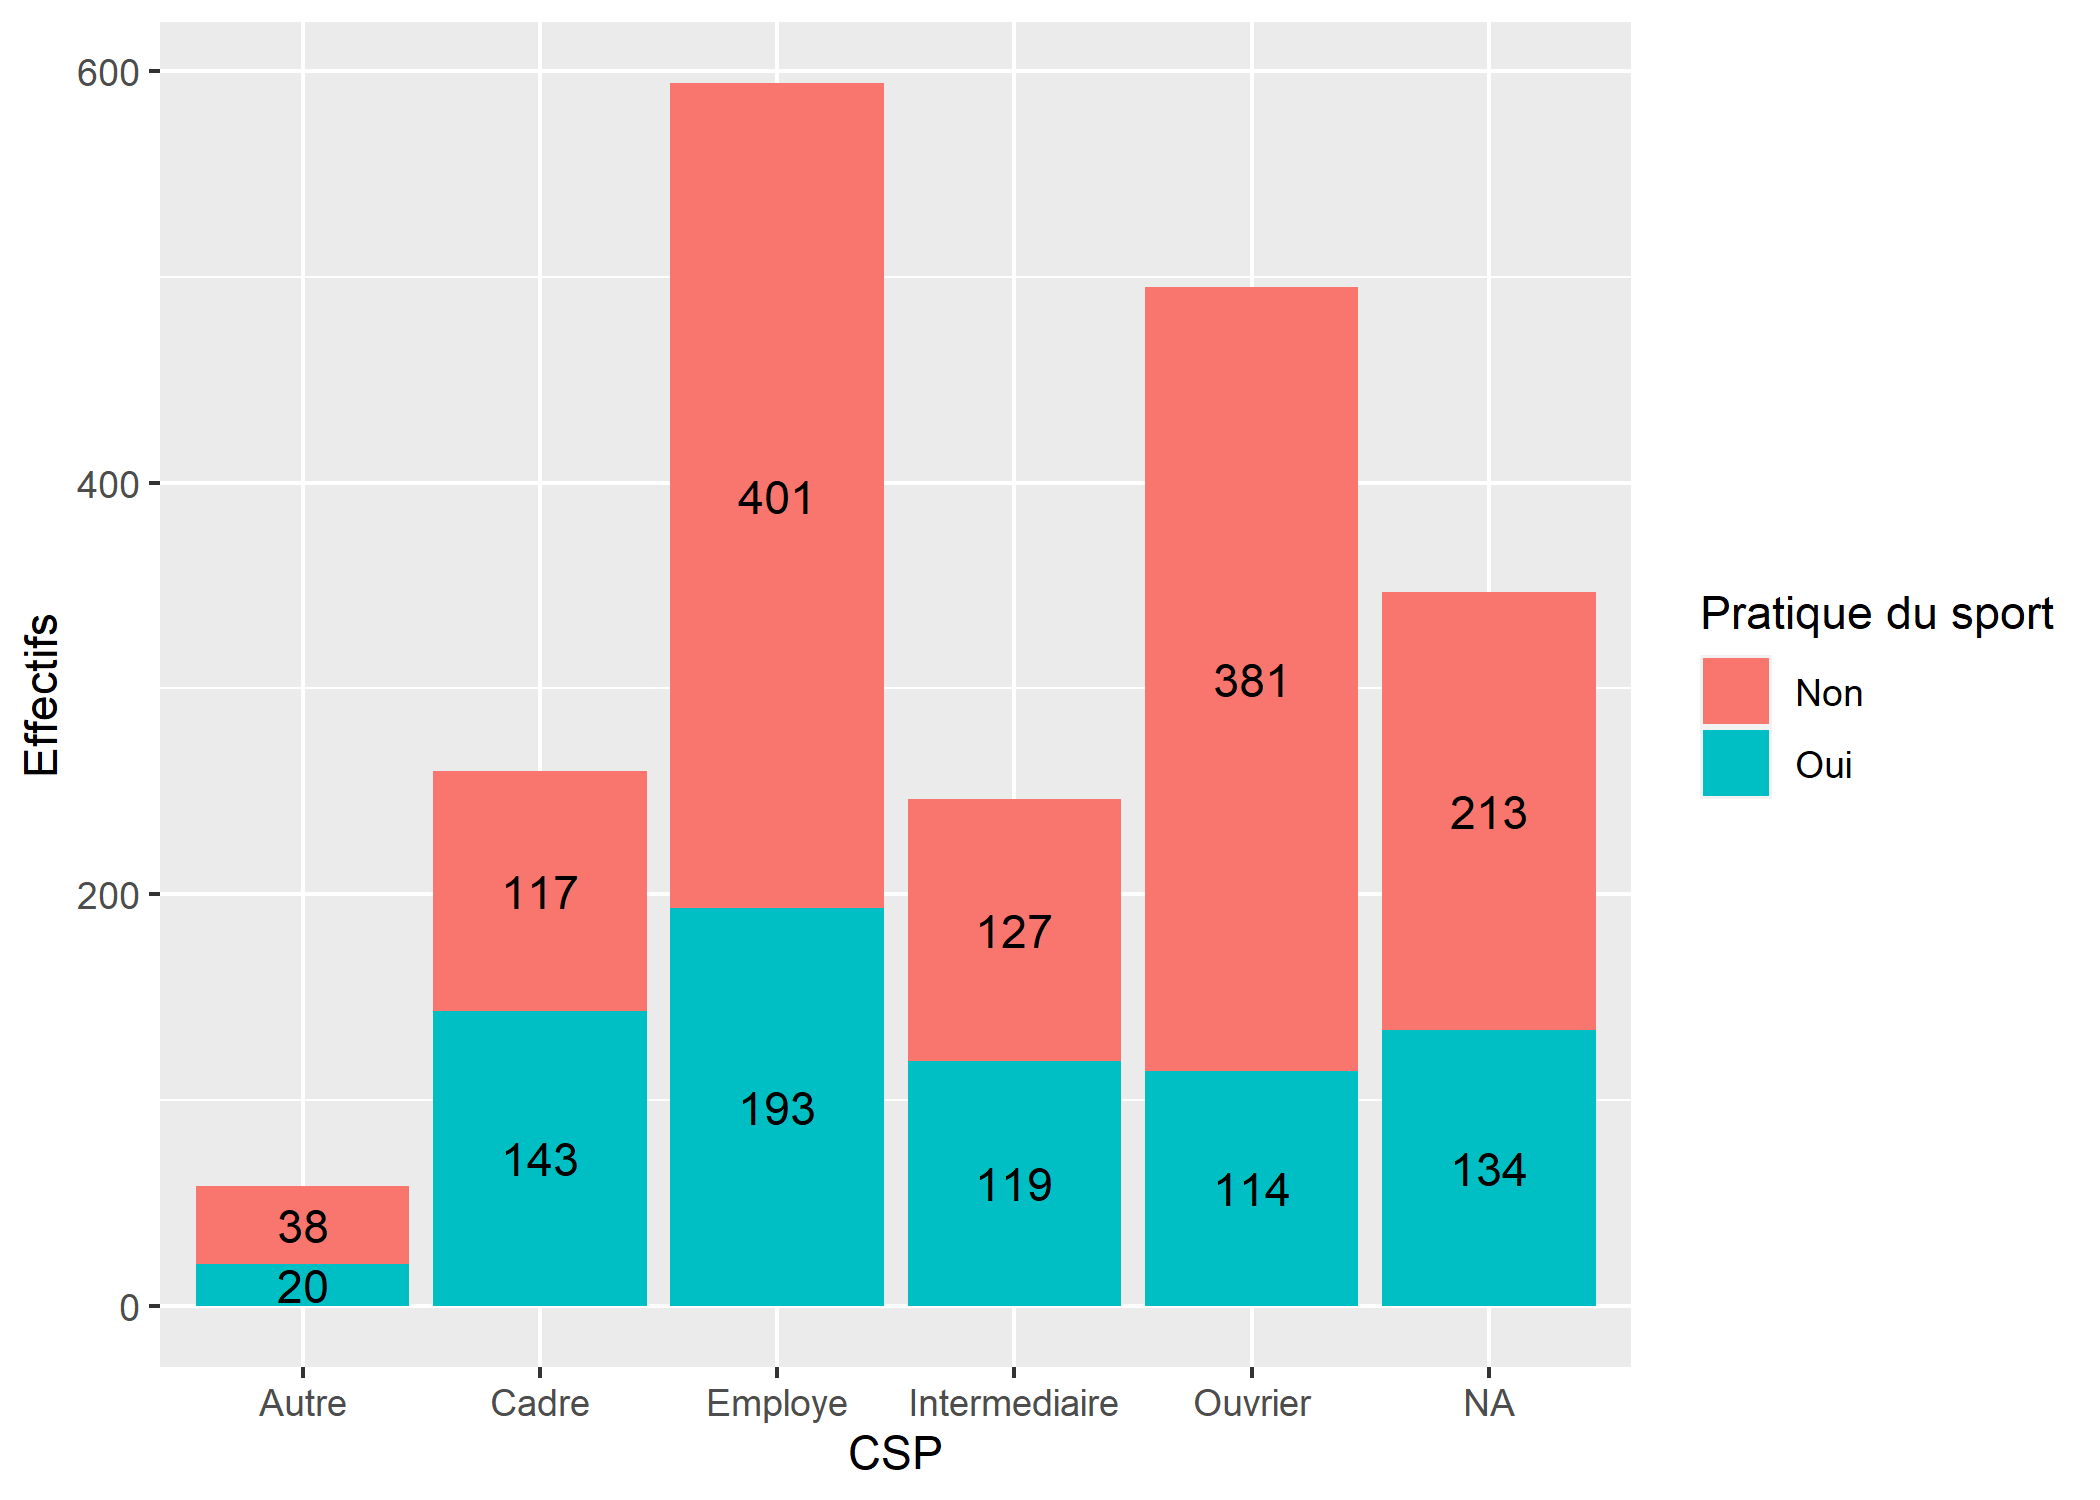 600
400
200
0
Effectifs
401
381
213
117
127
193
143
119
114
134
38
20
Autre
Cadre
Employe
Intermediaire
Ouvrier
NA
CSP
Pratique du sport
Non
Oui